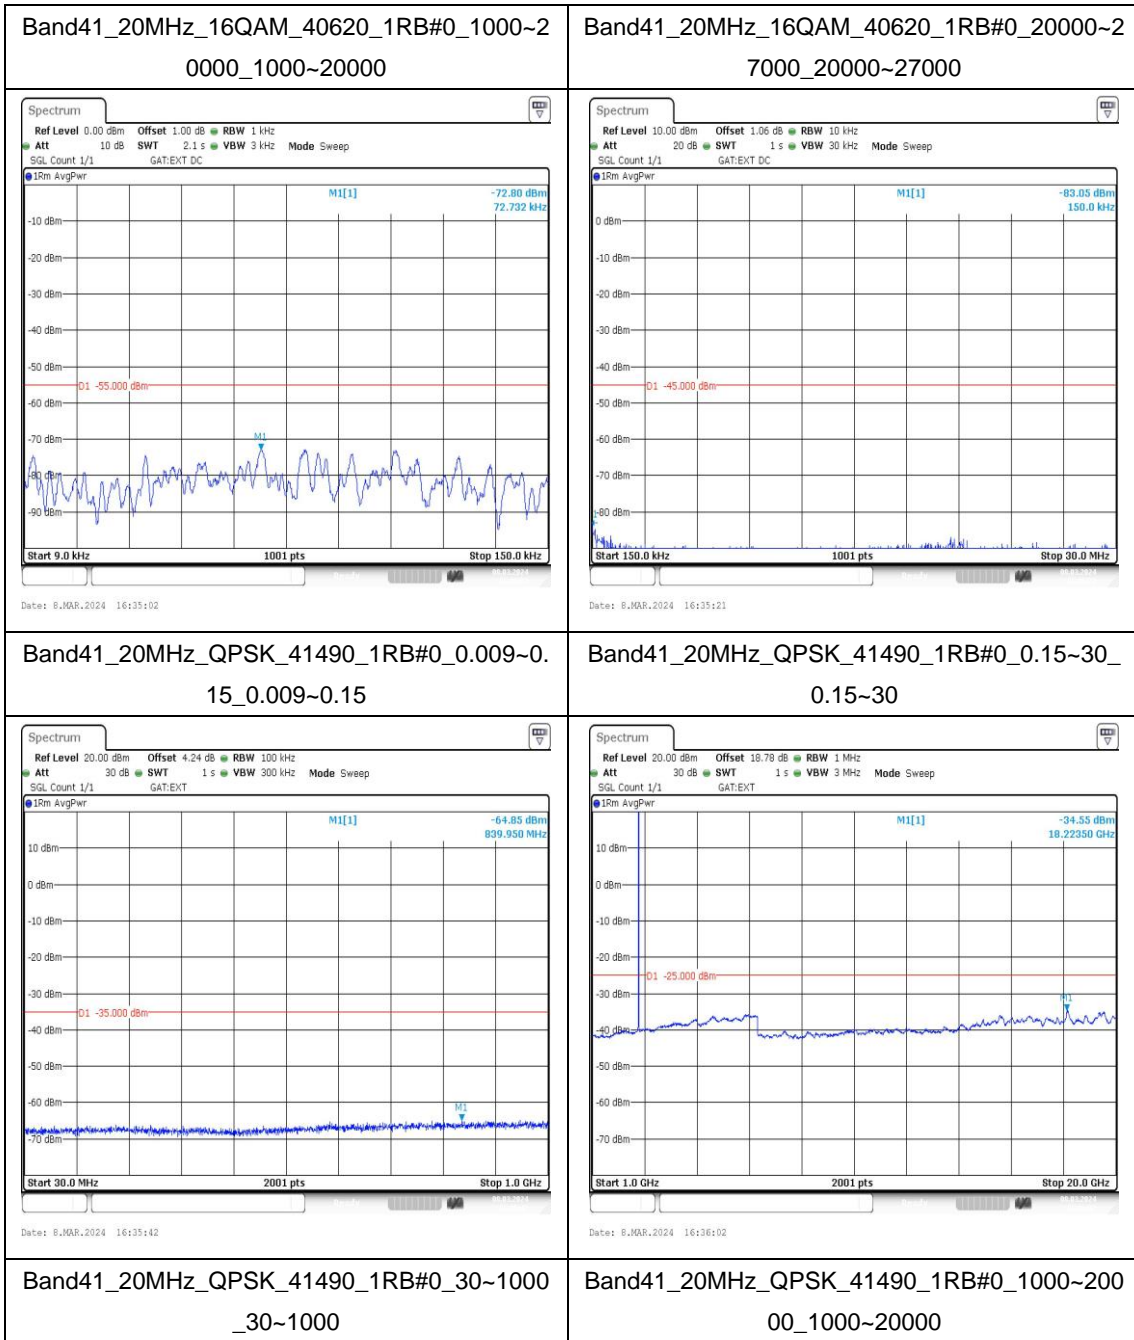 Band41_20MHz_16QAM_40620_1RB#0_1000~2
0000_1000~20000
Band41_20MHz_16QAM_40620_1RB#0_20000~2
7000_20000~27000
Spectrum
Ref Level 0.00 dBm Offset 1.00 dB RBW 1 kHz
Att 10 dB SWT 2.1 s VBW 3 kHz Mode Sweep
SGL Count 1/1 GAT:EXT DC
1Rm AvgPwr
M1[1] -72.80 dBm
72.732 kHz
-10 dBm
-20 dBm
-30 dBm
-40 dBm
-50 dBm
D1 -55.000 dBm
-60 dBm
-70 dBm
M1
-80 dBm
-90 dBm
Start 9.0 kHz 1001 pts Stop 150.0 kHz
Date: 8.MAR.2024 16:35:02
Spectrum
Ref Level 10.00 dBm Offset 1.06 dB RBW 10 kHz
Att 20 dB SWT 1 s VBW 30 kHz Mode Sweep
SGL Count 1/1 GAT:EXT DC
1Rm AvgPwr
M1[1] -83.05 dBm
150.0 kHz
0 dBm
-10 dBm
-20 dBm
-30 dBm
-40 dBm
D1 -45.000 dBm
-50 dBm
-60 dBm
-70 dBm
-80 dBm
Start 150.0 kHz 1001 pts Stop 30.0 MHz
Date: 8.MAR.2024 16:35:21
Band41_20MHz_QPSK_41490_1RB#0_0.009~0.
15_0.009~0.15
Band41_20MHz_QPSK_41490_1RB#0_0.15~30_
0.15~30
Spectrum
Ref Level 20.00 dBm Offset 4.24 dB RBW 100 kHz
Att 30 dB SWT 1 s VBW 300 kHz Mode Sweep
SGL Count 1/1 GAT:EXT
1Rm AvgPwr
M1[1] -64.85 dBm
839.950 MHz
10 dBm
0 dBm
-10 dBm
-20 dBm
-30 dBm
D1 -35.000 dBm
-40 dBm
-50 dBm
-60 dBm
M1
-70 dBm
Start 30.0 MHz 2001 pts Stop 1.0 GHz
Date: 8.MAR.2024 16:35:42
Spectrum
Ref Level 20.00 dBm Offset 18.78 dB RBW 1 MHz
Att 30 dB SWT 1 s VBW 3 MHz Mode Sweep
SGL Count 1/1 GAT:EXT
1Rm AvgPwr
M1[1] -34.55 dBm
18.22350 GHz
10 dBm
0 dBm
-10 dBm
-20 dBm
D1 -25.000 dBm
-30 dBm
M1
-40 dBm
-50 dBm
-60 dBm
-70 dBm
Start 1.0 GHz 2001 pts Stop 20.0 GHz
Date: 8.MAR.2024 16:36:02
Band41_20MHz_QPSK_41490_1RB#0_30~1000
_30~1000
Band41_20MHz_QPSK_41490_1RB#0_1000~200
00_1000~20000